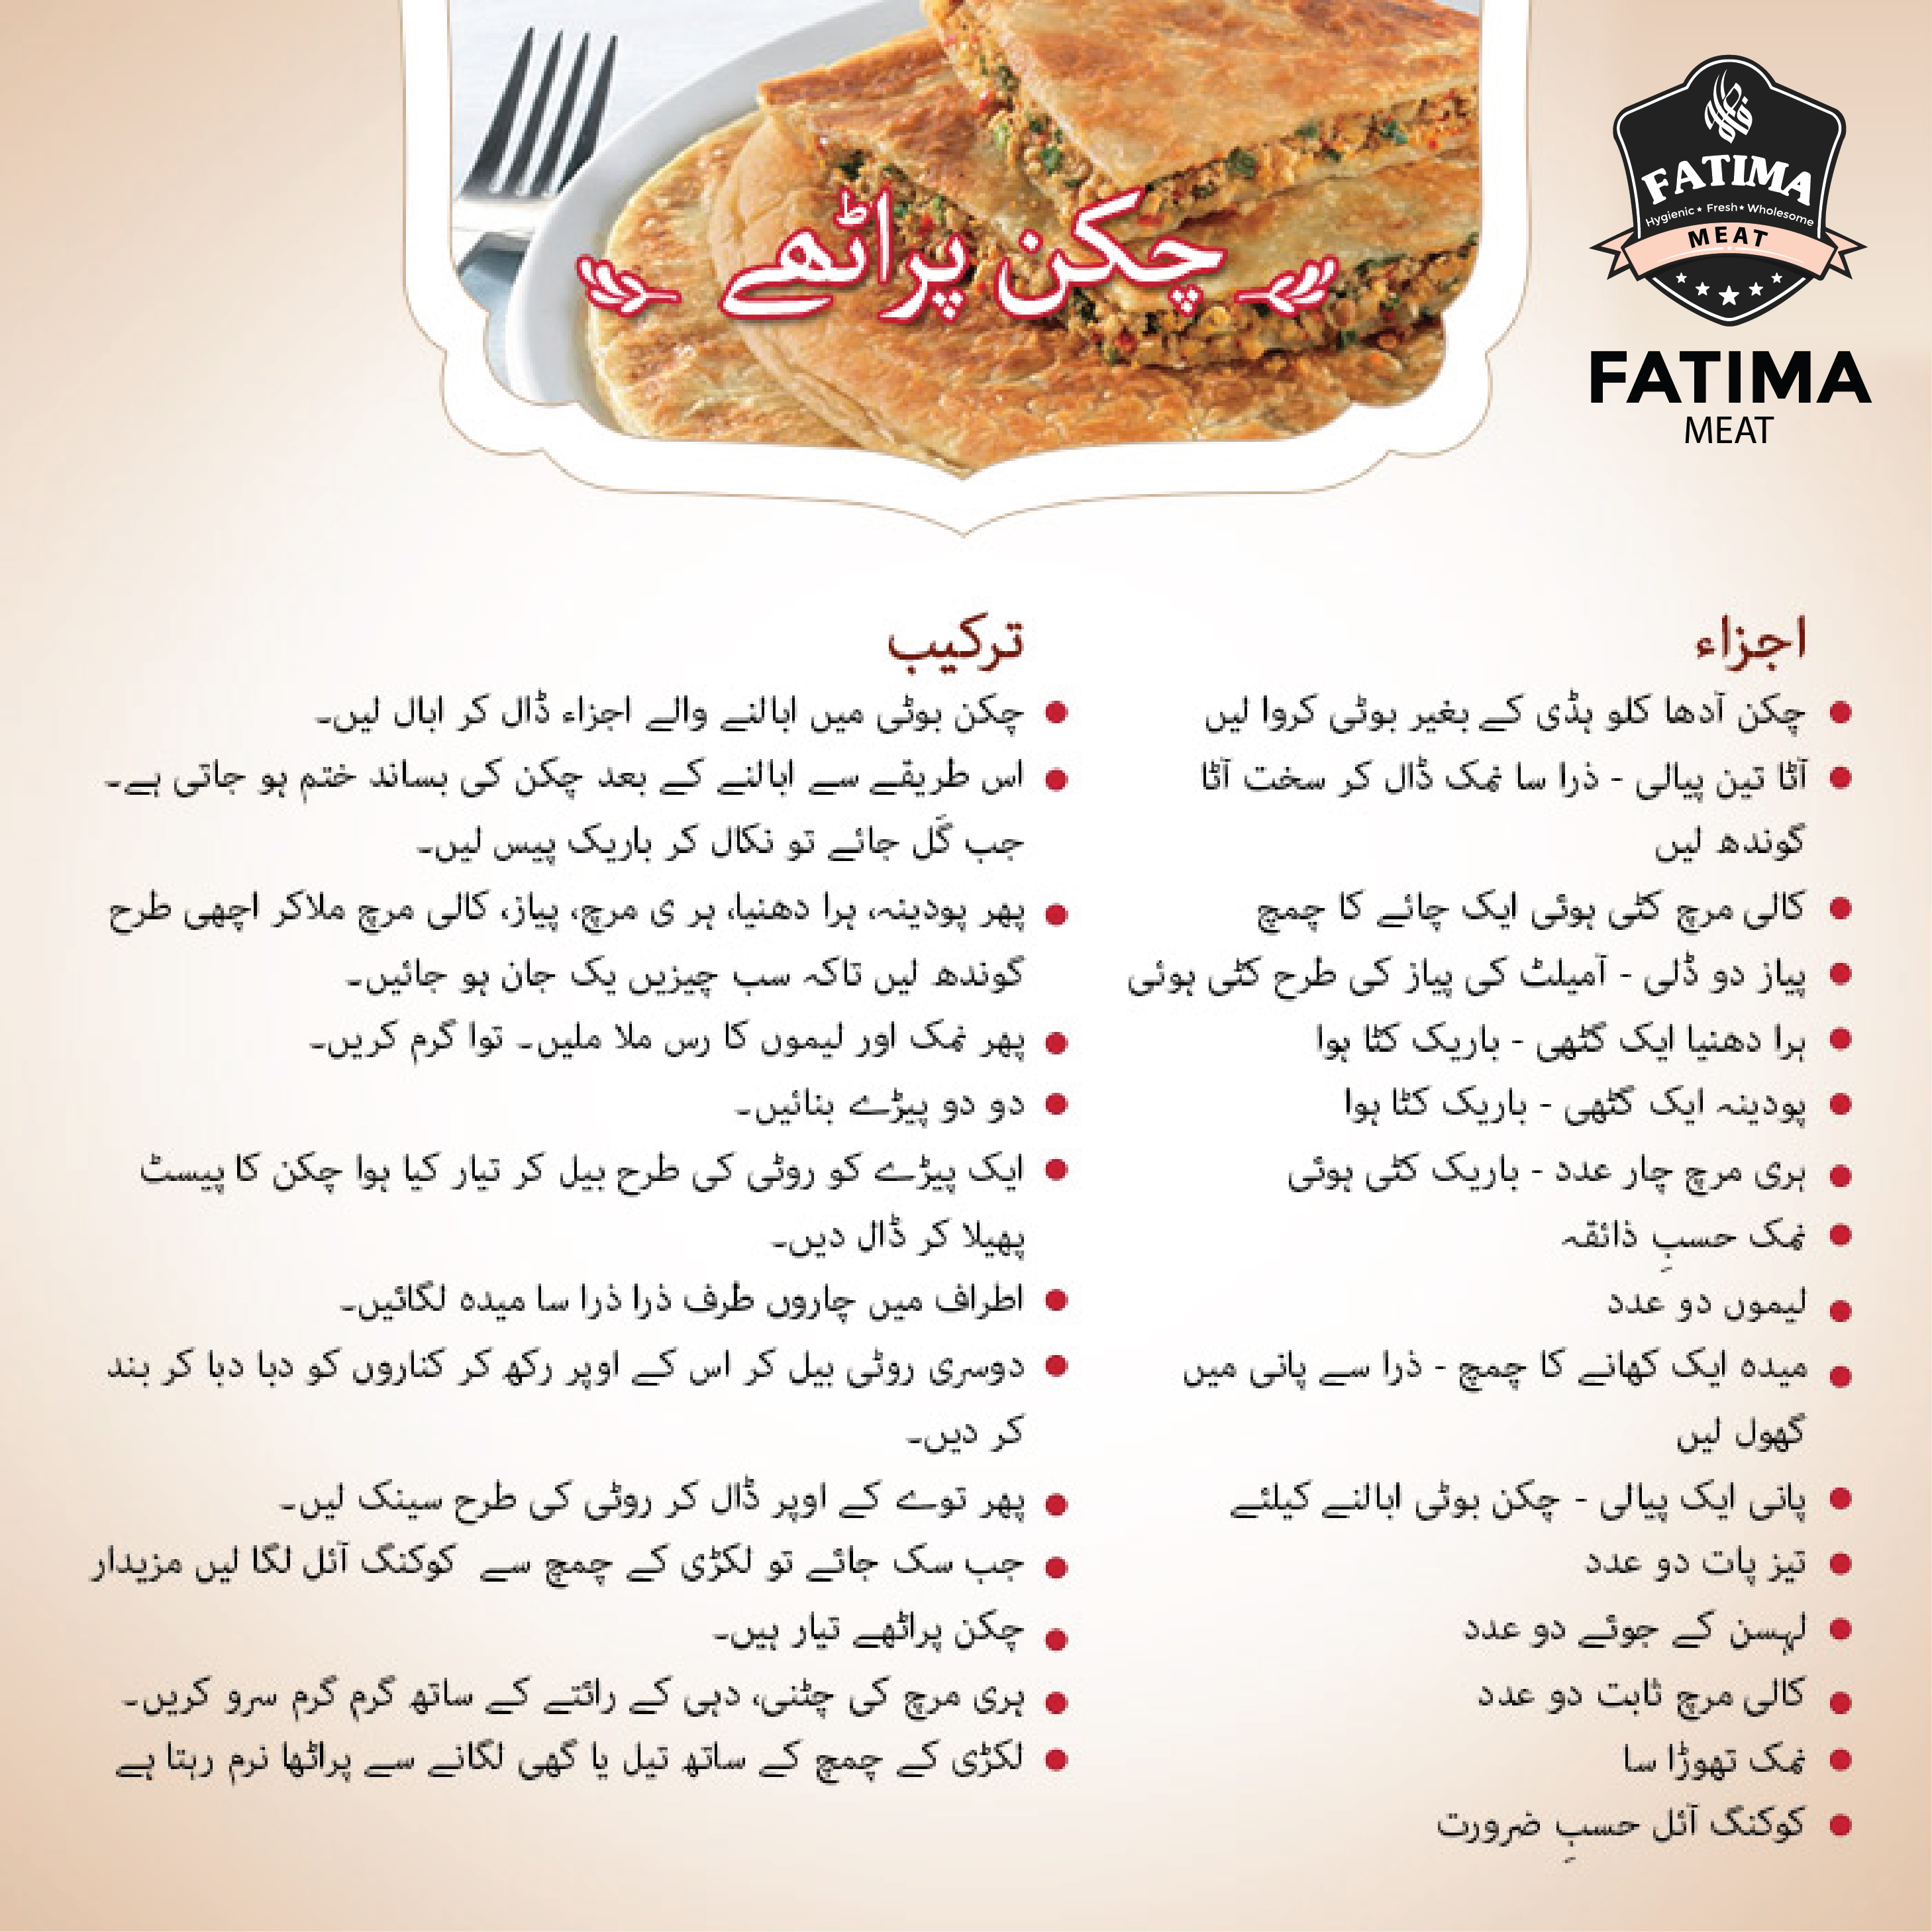 چکن پراٹھے
FATIMA
Hygienic ★ Fresh ★ Wholesome
MEAT
FATIMA
MEAT
اجزاء
چکن آدھا کلو ہڈی کے بغیر بوٹی کروا لیں
آٹا تین پیالی - ذرا سا نمک ڈال کر سخت آٹا
گوندھ لیں
کالی مرچ کٹی ہوئی ایک چائے کا چمچ
پیاز دو ڈلی - آمیلٹ کی پیاز کی طرح کٹی ہوئی
ہرا دھنیا ایک گٹھی - باریک کٹا ہوا
پودینہ ایک گٹھی - باریک کٹا ہوا
ہری مرچ چار عدد - باریک کٹی ہوئی
نمک حسبِ ذائقہ
لیموں دو عدد
میدہ ایک کھانے کا چمچ - ذرا سے پانی میں
گھول لیں
پانی ایک پیالی - چکن بوٹی ابالنے کیلئے
تیز پات دو عدد
لہسن کے جوئے دو عدد
کالی مرچ ثابت دو عدد
نمک تھوڑا سا
کوکنگ آئل حسبِ ضرورت
ترکیب
چکن بوٹی میں ابالنے والے اجزاء ڈال کر ابال لیں۔
اس طریقے سے ابالنے کے بعد چکن کی بساند ختم ہو جاتی ہے۔
جب گَل جائے تو نکال کر باریک پیس لیں۔
پھر پودینہ، ہرا دھنیا، ہر ی مرچ، پیاز، کالی مرچ ملاکر اچھی طرح
گوندھ لیں تاکہ سب چیزیں یک جان ہو جائیں۔
پھر نمک اور لیموں کا رس ملا ملیں۔ توا گرم کریں۔
دو دو پیڑے بنائیں۔
ایک پیڑے کو روٹی کی طرح بیل کر تیار کیا ہوا چکن کا پیسٹ
پھیلا کر ڈال دیں۔
اطراف میں چاروں طرف ذرا ذرا سا میدہ لگائیں۔
دوسری روٹی بیل کر اس کے اوپر رکھ کر کناروں کو دبا دبا کر بند
کر دیں۔
پھر توے کے اوپر ڈال کر روٹی کی طرح سینک لیں۔
جب سک جائے تو لکڑی کے چمچ سے کوکنگ آئل لگا لیں مزیدار
چکن پراٹھے تیار ہیں۔
ہری مرچ کی چٹنی، دہی کے رائتے کے ساتھ گرم گرم سرو کریں۔
لکڑی کے چمچ کے ساتھ تیل یا گھی لگانے سے پراٹھا نرم رہتا ہے